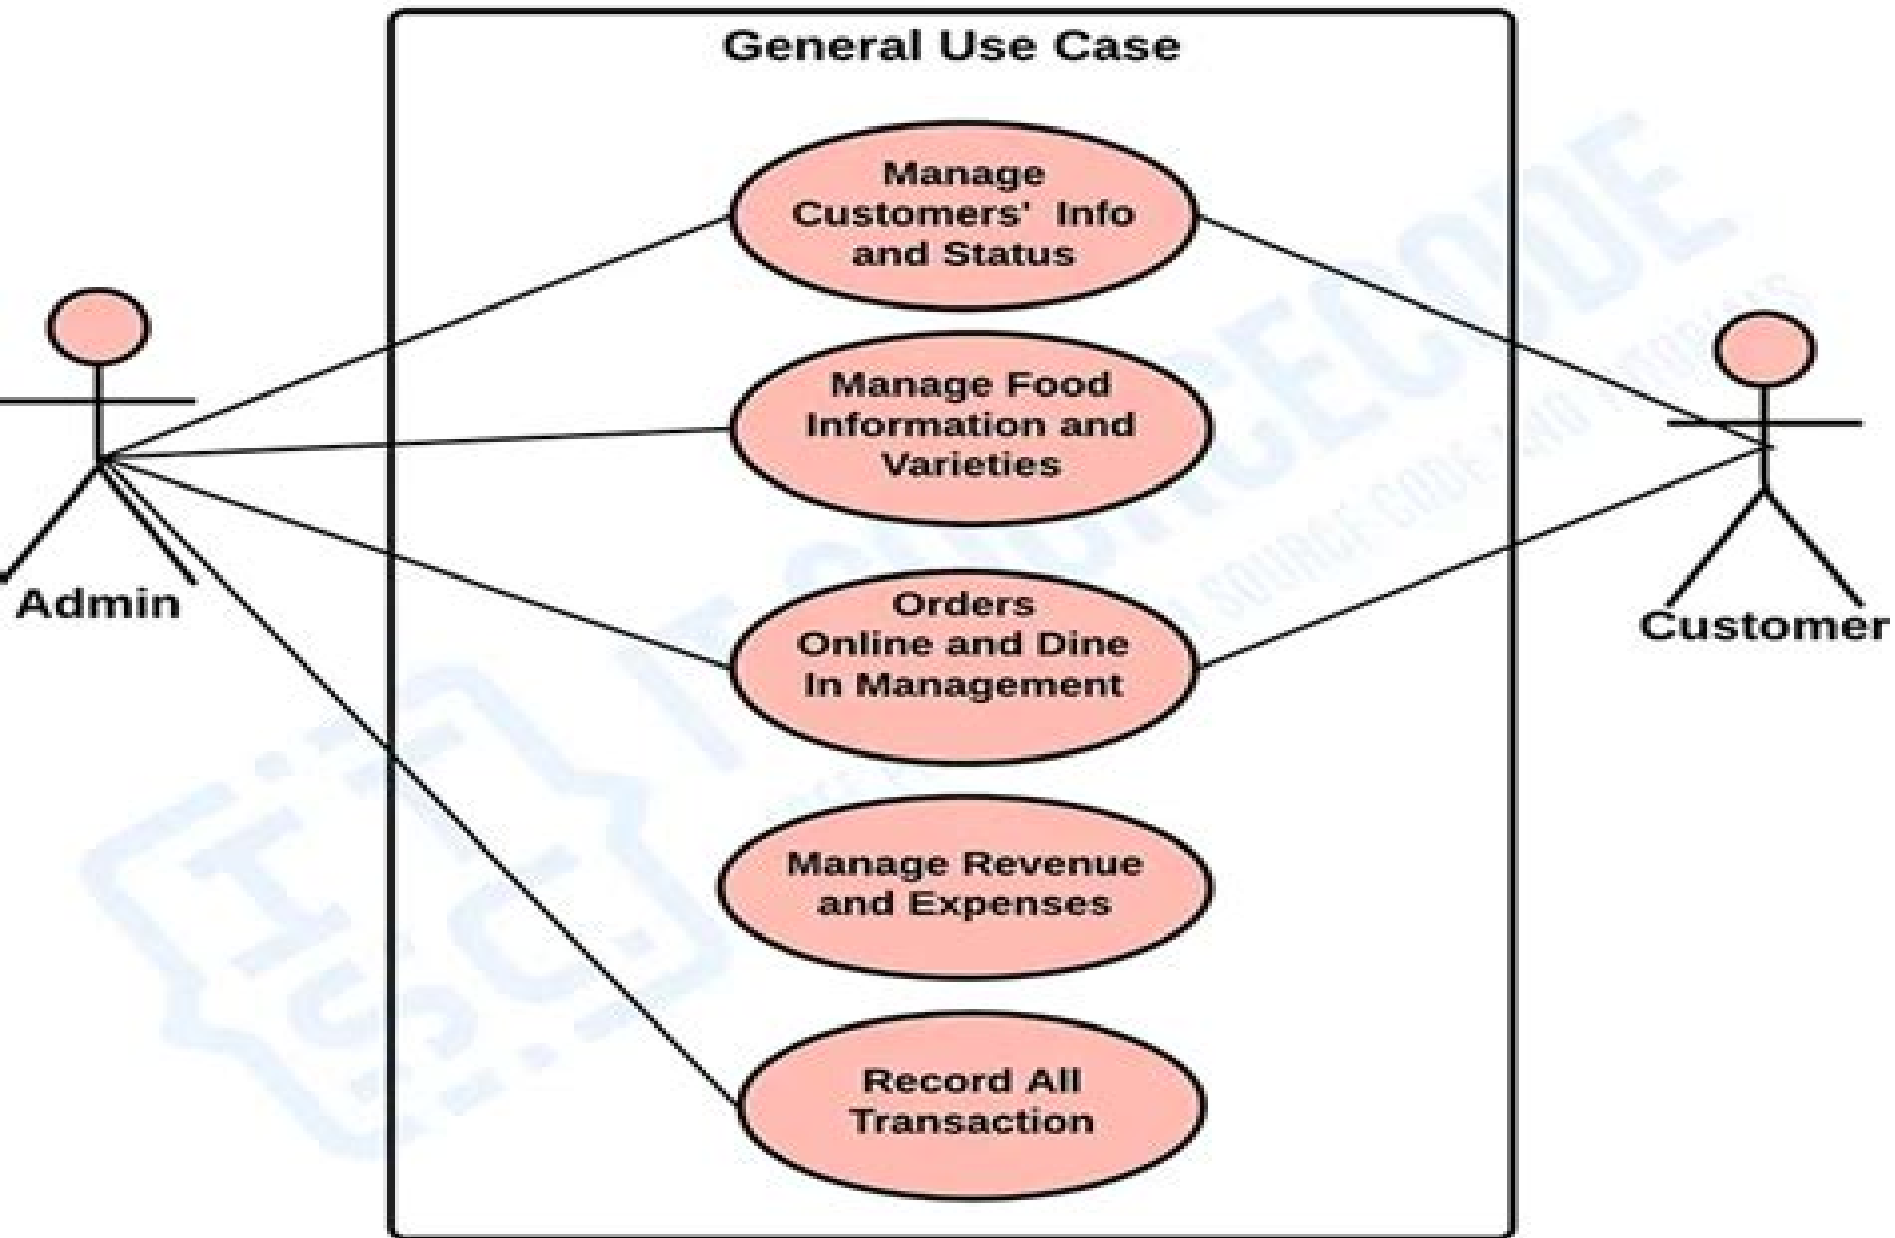 General Use Case
Manage
Customers' Info
and Status
Manage Food
Information and
Varieties
Orders
Online and Dine
In Management
Manage Revenue
and Expenses
Record All
Transaction
Admin
Customer